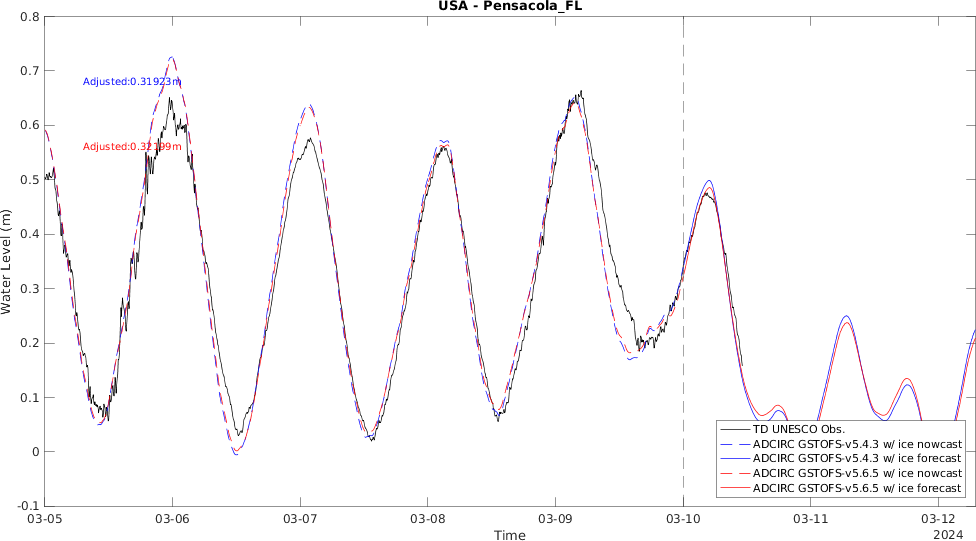 USA - Pensacola_FL
0.8
0.7
Adjusted:0.31923m
0.6
Adjusted:0.32199m
0.5
0.4
Water Level (m)
0.3
0.2
0.1
0
-0.1
TD UNESCO Obs.
ADCIRC GSTOFS-v5.4.3 w/ ice nowcast
ADCIRC GSTOFS-v5.4.3 w/ ice forecast
ADCIRC GSTOFS-v5.6.5 w/ ice nowcast
ADCIRC GSTOFS-v5.6.5 w/ ice forecast
03-05 03-06 03-07 03-08 03-09 03-10 03-11 03-12
Time
2024